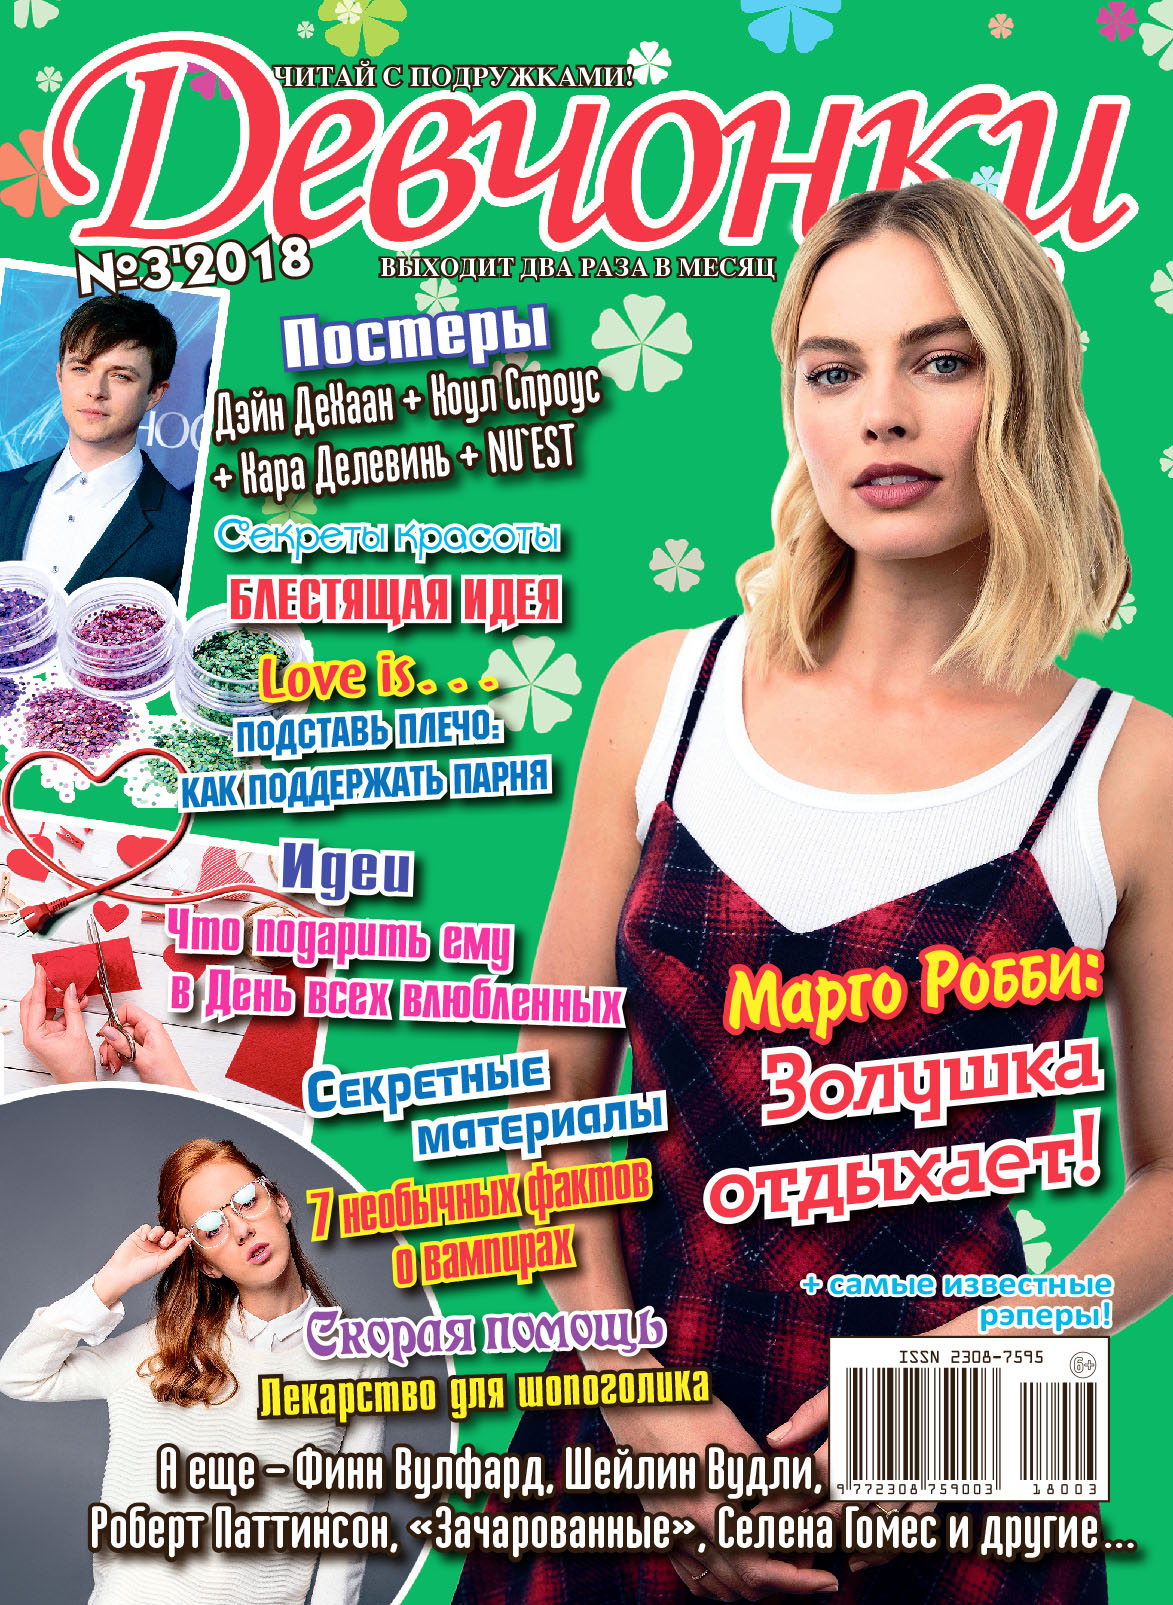 ЧИТАЙ С ПОДРУЖКАМИ!
Девчонки
№3'2018
ВЫХОДИТ ДВА РАЗА В МЕСЯЦ
Постеры
Дэйн ДеХаан + Коул Спроус
+ Кара Делевинь + NU'EST
Секреты красоты
БЛЕСТЯЩАЯ ИДЕЯ
Love is...
ПОДСТАВЬ ПЛЕЧО:
КАК ПОДДЕРЖАТЬ ПАРНЯ
Идеи
Что подарить ему
в День всех влюбленных
Секретные
материалы
7 необычных фактов
о вампирах
Скорая помощь
Лекарство для шопоголика
Марго Робби:
Золушка
отдыхает!
+ самые известные
рэперы!
ISSN 2308-7595
6+
9 772308 759003
18003
А еще – Финн Вулфард, Шейлин Вудли,
Роберт Паттинсон, «Зачарованные», Селена Гомес и другие...